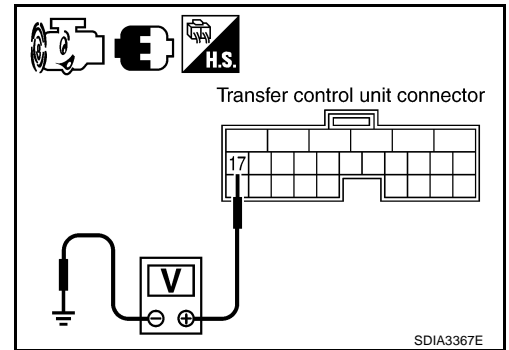 H.S.
Transfer control unit connector
17
V
SDIA3367E